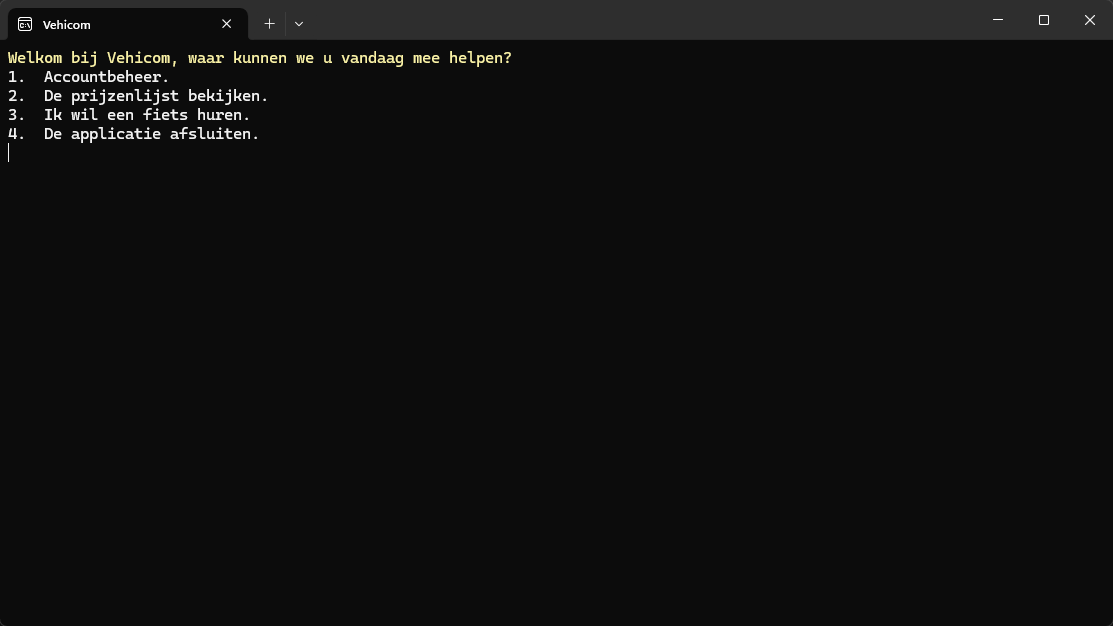 Vehicom
Welkom bij Vehicom, waar kunnen we u vandaag mee helpen?
1.  Accountbeheer.
2.  De prijzenlijst bekijken.
3.  Ik wil een fiets huren.
4.  De applicatie afsluiten.